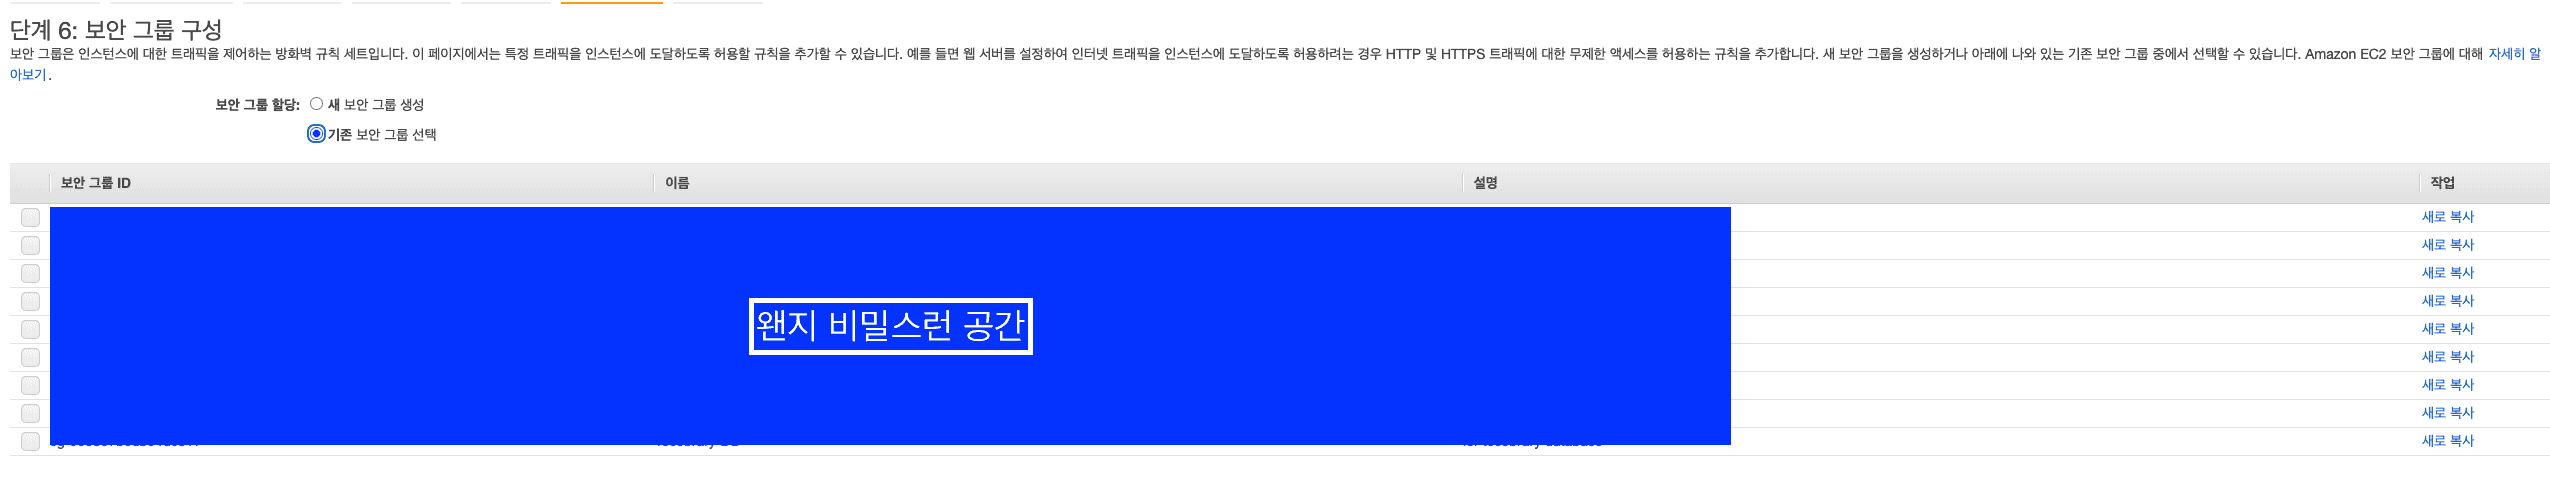 단계 6: 보안 그룹 구성
보안 그룹은 인스턴스에 대한 트래픽을 제어하는 방화벽 규칙 세트입니다. 이 페이지에서는 특정 트래픽을 인스턴스에 도달하도록 허용할 규칙을 추가할 수 있습니다. 예를 들면 웹 서버를 설정하여 인터넷 트래픽을 인스턴스에 도달하도록 허용하려는 경우 HTTP 및 HTTPS 트래픽에 대한 무제한 액세스를 허용하는 규칙을 추가합니다. 새 보안 그룹을 생성하거나 아래에 나와 있는 기존 보안 그룹 중에서 선택할 수 있습니다. Amazon EC2 보안 그룹에 대해 자세히 알
아보기.
보안 그룹 할당: 새 보안 그룹 생성
기존 보안 그룹 선택
보안 그룹 ID 이름 설명 작업
새로 복사
새로 복사
새로 복사
새로 복사
왠지 비밀스런 공간
새로 복사
새로 복사
새로 복사
새로 복사
새로 복사